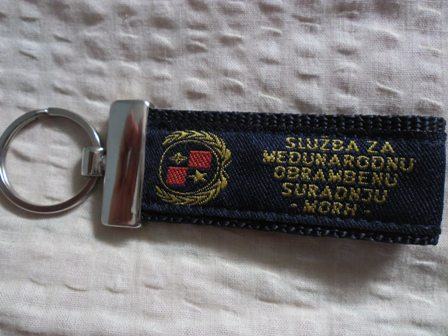 SLUŽBA ZA
MEĐUNARODNU
OBRAMBENU
SURADNJU
- MORH -